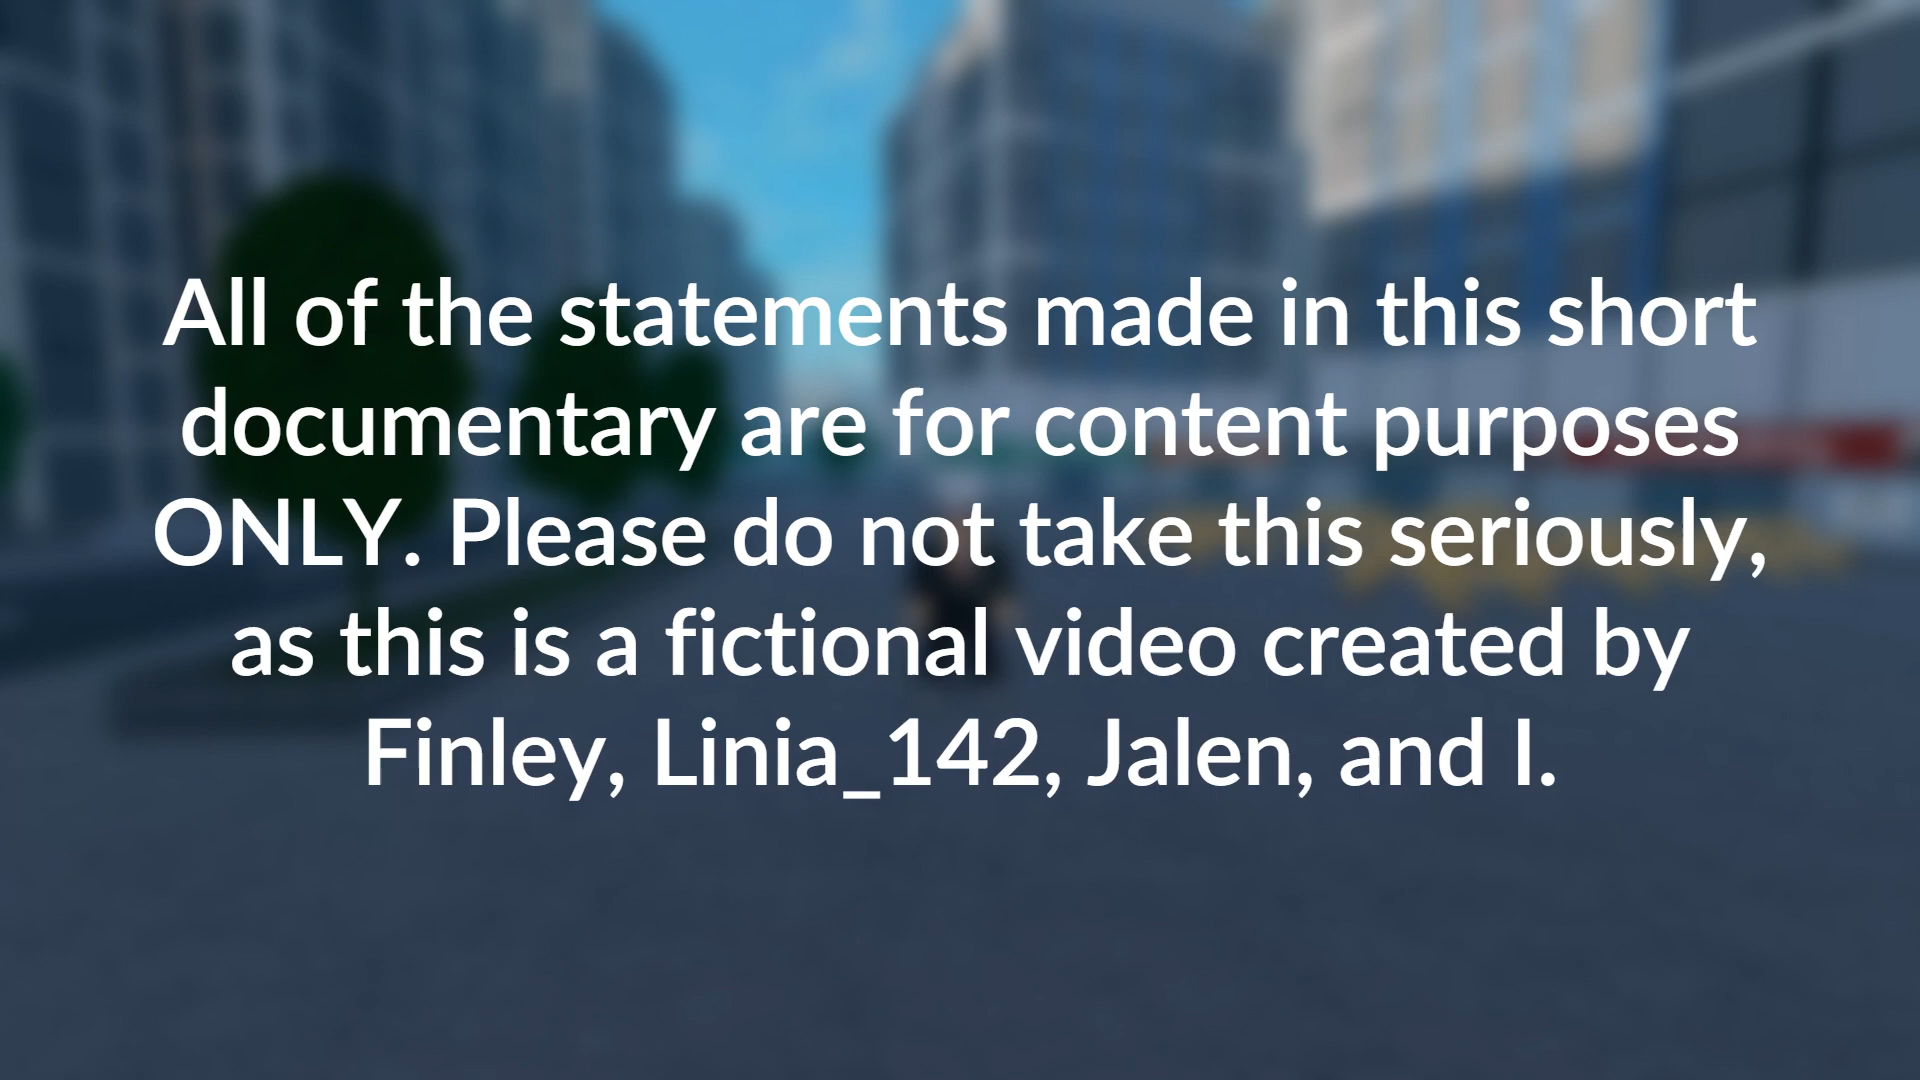 All of the statements made in this short
documentary are for content purposes
ONLY. Please do not take this seriously,
as this is a fictional video created by
Finley, Linia_142, Jalen, and I.